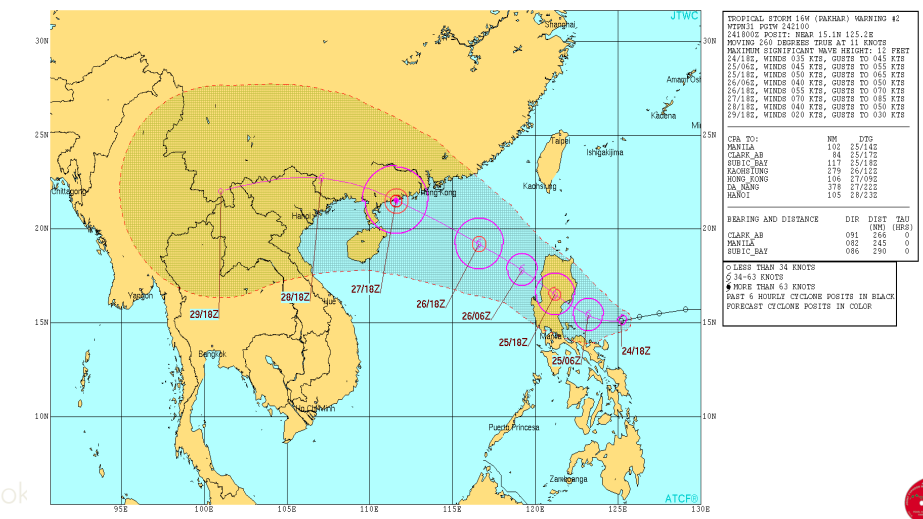 JTWC
30N
25N
20N
15N
10N
30N
25N
20N
15N
10N
95E
100E
105E
110E
115E
120E
125E
130E
Shanghai
Amami
Kadena
Taipei
Ishigakijima
Kaohsiung
Hong Kong
Hanoi
Chittagong
Yangon
Hue
Bangkok
Ho Chi Minh
Manila
Puerto Princesa
Zamboanga
24/18Z
25/06Z
25/18Z
26/06Z
26/18Z
27/18Z
28/18Z
29/18Z
ATCF®
ok
TROPICAL STORM 16W (PAKHAR) WARNING #2
WTPN31 PGTW 242100
241800Z POSIT: NEAR 15.1N 125.2E
MOVING 260 DEGREES TRUE AT 11 KNOTS
MAXIMUM SIGNIFICANT WAVE HEIGHT: 12 FEET
24/18Z, WINDS 035 KTS, GUSTS TO 045 KTS
25/06Z, WINDS 045 KTS, GUSTS TO 055 KTS
25/18Z, WINDS 050 KTS, GUSTS TO 065 KTS
26/06Z, WINDS 040 KTS, GUSTS TO 050 KTS
26/18Z, WINDS 055 KTS, GUSTS TO 070 KTS
27/18Z, WINDS 070 KTS, GUSTS TO 085 KTS
28/18Z, WINDS 040 KTS, GUSTS TO 050 KTS
29/18Z, WINDS 020 KTS, GUSTS TO 030 KTS
CPA TO: NM DTG
MANILA 102 25/14Z
CLARK_AB 84 25/17Z
SUBIC_BAY 117 25/18Z
KAOHSIUNG 279 26/12Z
HONG_KONG 106 27/09Z
DA_NANG 378 27/22Z
HANOI 105 28/23Z
BEARING AND DISTANCE DIR DIST TAU
(NM) (HRS)
CLARK_AB 091 266 0
MANILA 082 245 0
SUBIC_BAY 086 290 0
LESS THAN 34 KNOTS
34-63 KNOTS
MORE THAN 63 KNOTS
PAST 6 HOURLY CYCLONE POSITS IN BLACK
FORECAST CYCLONE POSITS IN COLOR